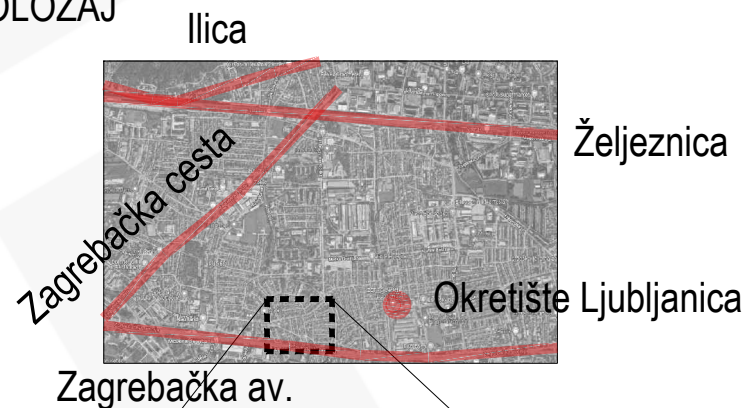 OLOŽAJ
Ilica
Željeznica
Zagrebačka cesta
Okretište Ljubljanica
Zagrebačka av.